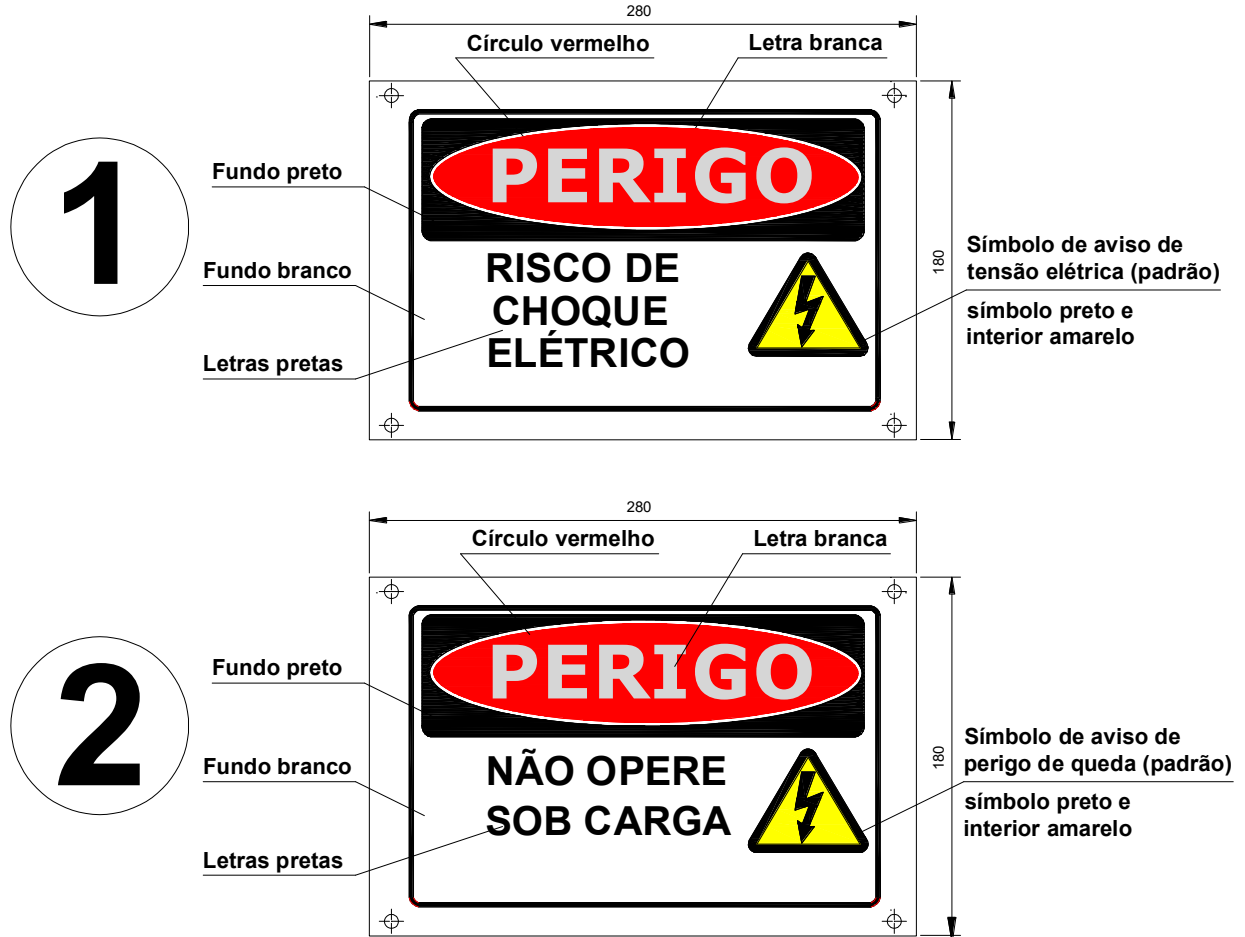 280
Círculo vermelho
Letra branca
1
PERIGO
Fundo preto
Fundo branco
Letras pretas
RISCO DE
CHOQUE
ELÉTRICO
180
Símbolo de aviso de
tensão elétrica (padrão)
símbolo preto e
interior amarelo
280
Círculo vermelho
Letra branca
2
PERIGO
Fundo preto
Fundo branco
Letras pretas
NÃO OPERE
SOB CARGA
180
Símbolo de aviso de
perigo de queda (padrão)
símbolo preto e
interior amarelo